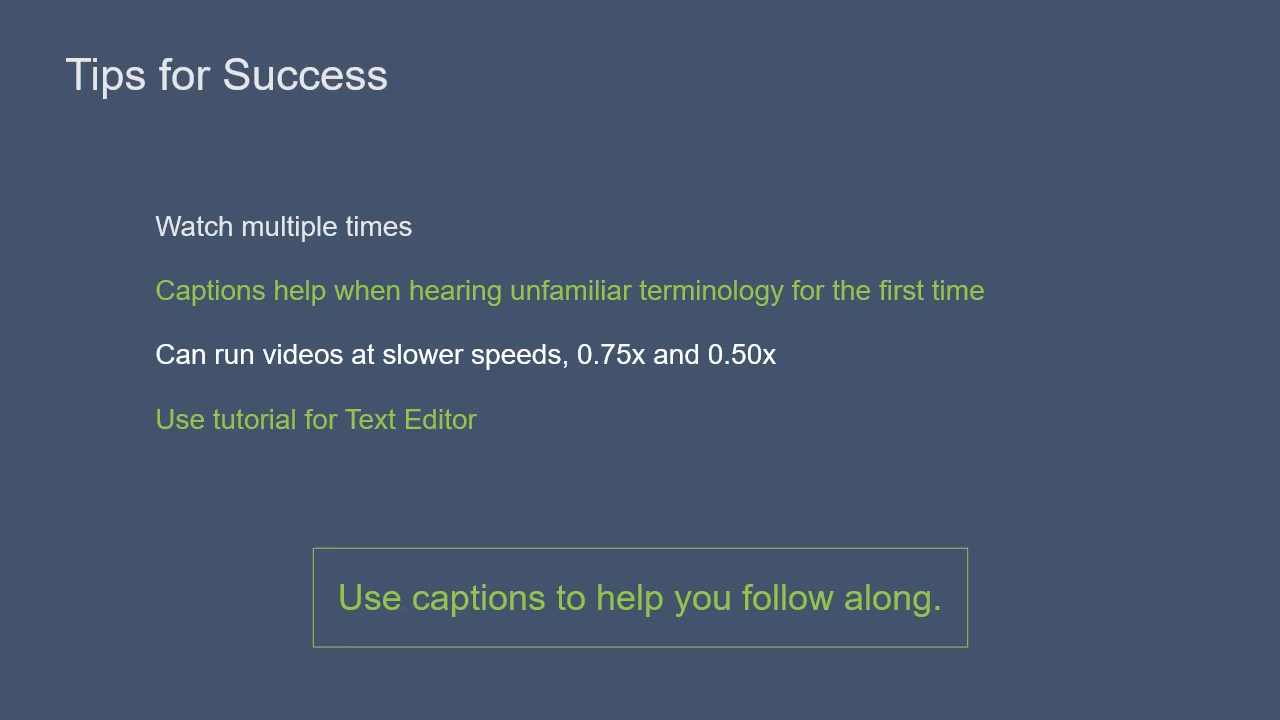 Tips for Success
Watch multiple times
Captions help when hearing unfamiliar terminology for the first time
Can run videos at slower speeds, 0.75x and 0.50x
Use tutorial for Text Editor
Use captions to help you follow along.